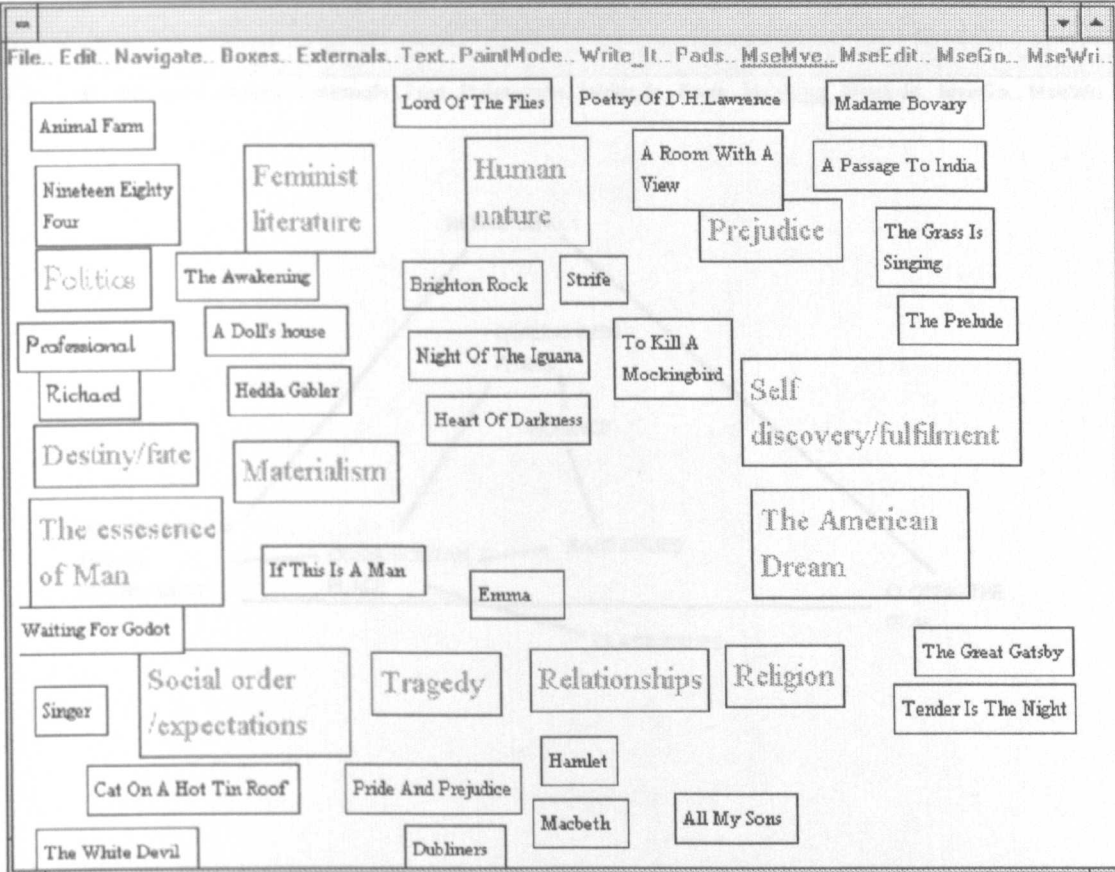 File.. Edit.. Navigate.. Boxes.. Externals.. Text.. PaintMode.. Write_It.. Pads.. MseMve.. MseEdit.. MseGo.. MseWri..
Lord Of The Flies
Poetry Of D.H.Lawrence
Madame Bovary
Animal Farm
Nineteen Eighty
Four
Feminist
literature
Human
nature
A Room With A
View
A Passage To India
Prejudice
The Grass Is
Singing
Politics
The Awakening
Brighton Rock
Strife
The Prelude
Professional
A Doll's house
Night Of The Iguana
To Kill A
Mockingbird
Richard
Hedda Gabler
Self
discovery/fulfilment
Heart Of Darkness
Destiny/fate
Materialism
The essesence
of Man
The American
Dream
If This Is A Man
Emma
Waiting For Godot
Social order
/expectations
Tragedy
Relationships
Religion
The Great Gatsby
Singer
Tender Is The Night
Hamlet
Cat On A Hot Tin Roof
Pride And Prejudice
Macbeth
All My Sons
The White Devil
Dubliners